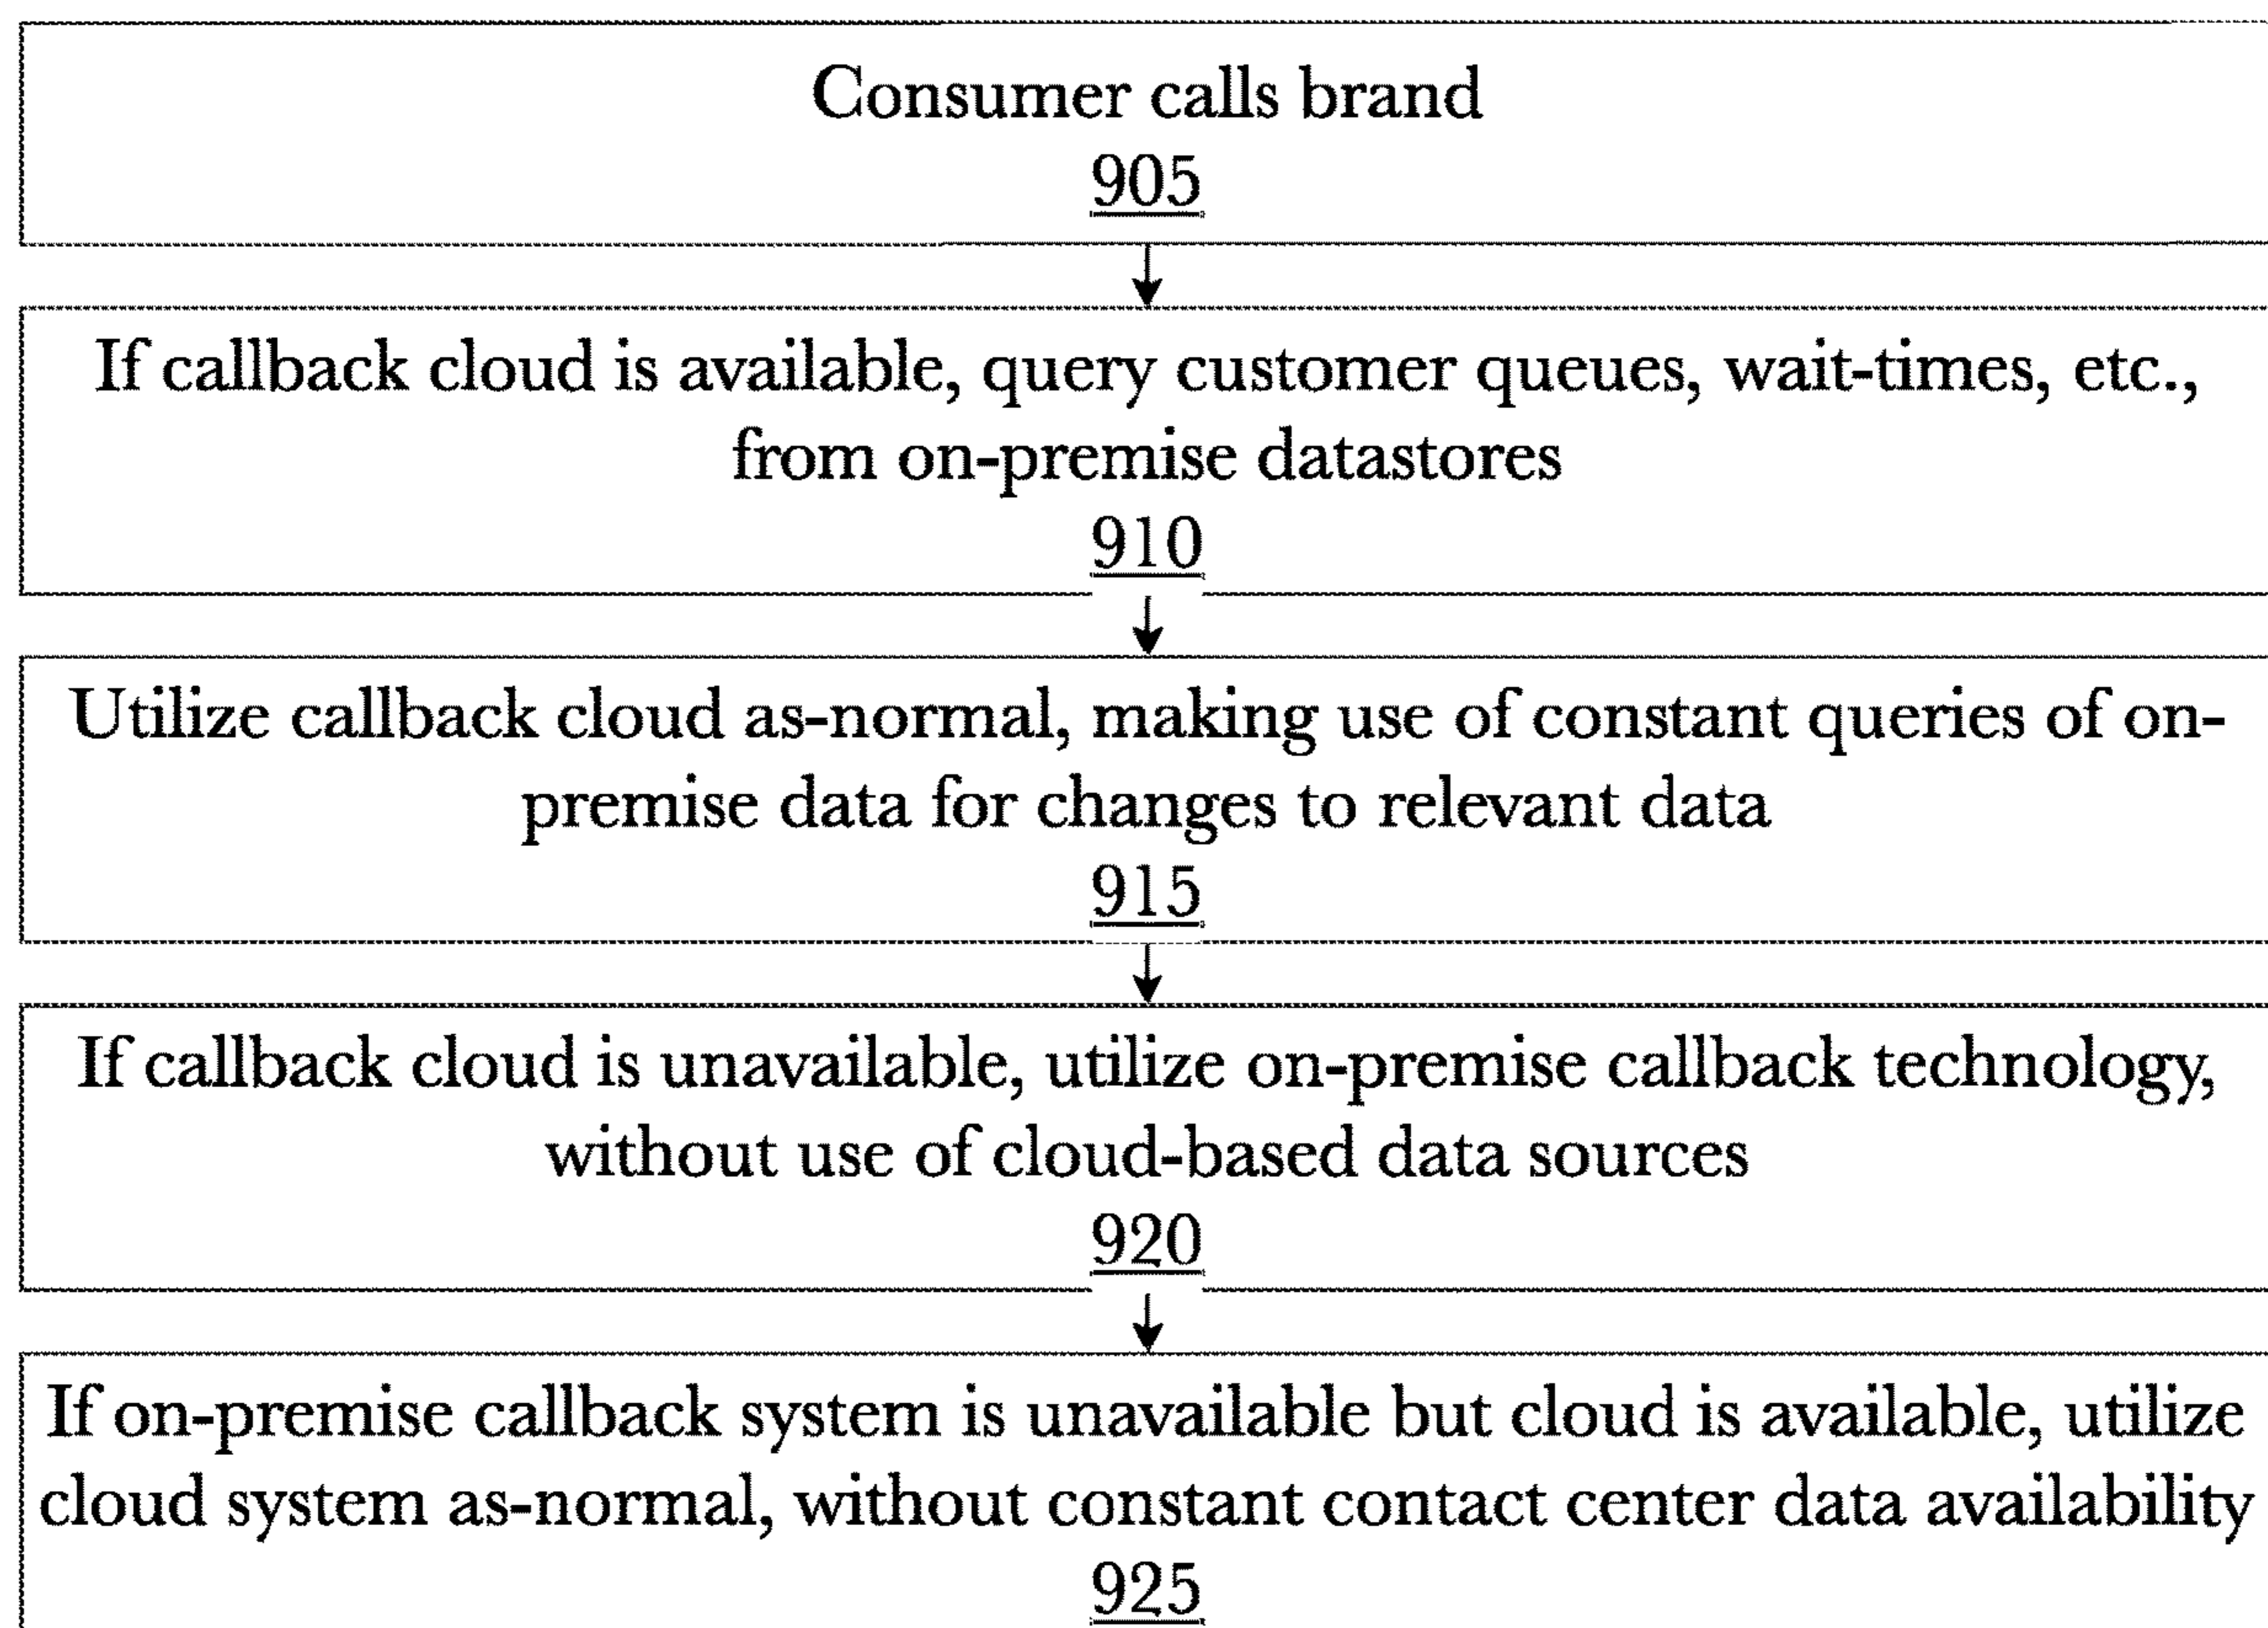 Consumer calls brand
905
If callback cloud is available, query customer queues, wait-times, etc.,
from on-premise datastores
910
Utilize callback cloud as-normal, making use of constant queries of on-
premise data for changes to relevant data
915
If callback cloud is unavailable, utilize on-premise callback technology,
without use of cloud-based data sources
920
If on-premise callback system is unavailable but cloud is available, utilize
cloud system as-normal, without constant contact center data availability
925